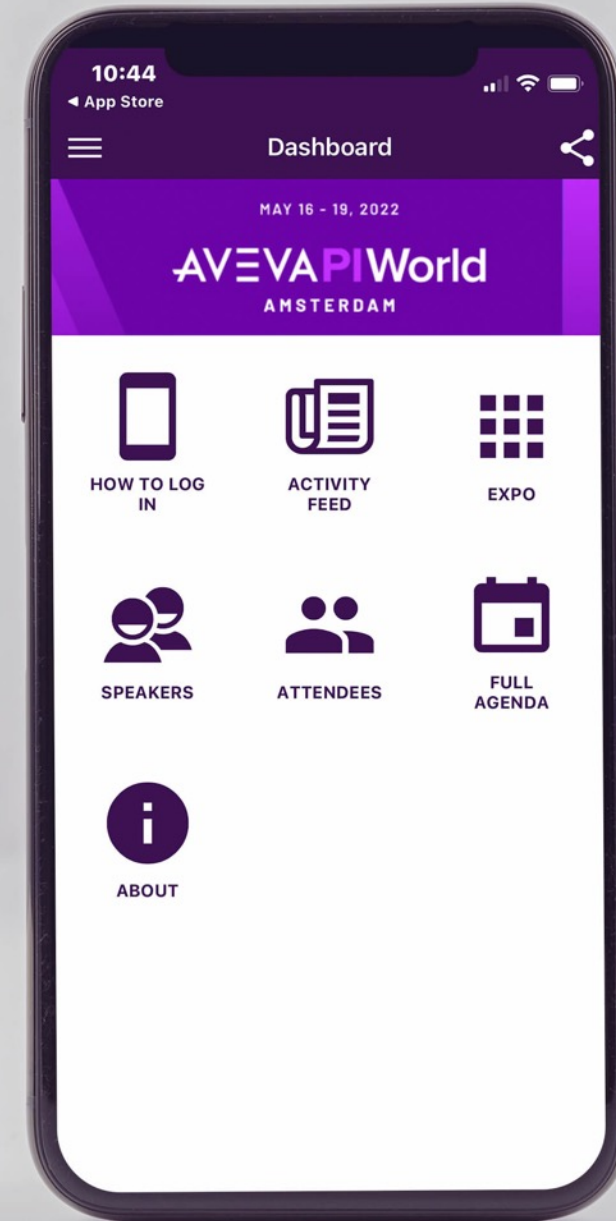 10:44
◀ App Store
Dashboard
MAY 16 - 19, 2022
AVEVA PI World
AMSTERDAM
HOW TO LOG
IN
ACTIVITY
FEED
EXPO
SPEAKERS
ATTENDEES
FULL
AGENDA
ABOUT